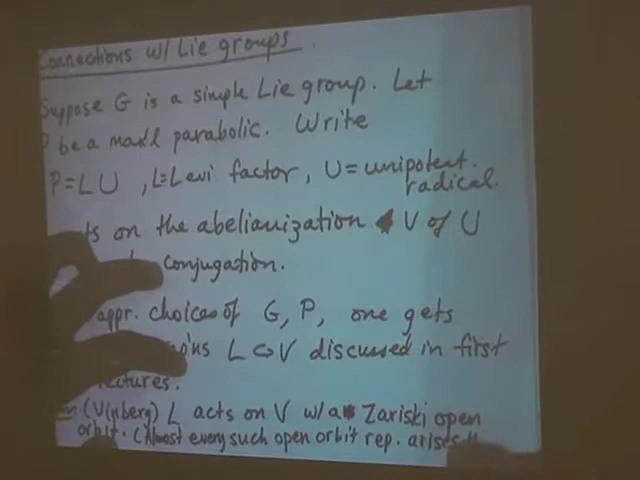 Connections w/ Lie groups.
Suppose G is a simple Lie group. Let
P be a max'l parabolic. Write
P = LU, L = Levi factor, U = unipotent radical.
on the abelianization V of U
conjugation.
appr. choices of G, P, one gets
L ↻ V discussed in first
lectures.
(Vinberg) L acts on V w/ a Zariski open
orbit. (Almost every such open orbit rep. arises